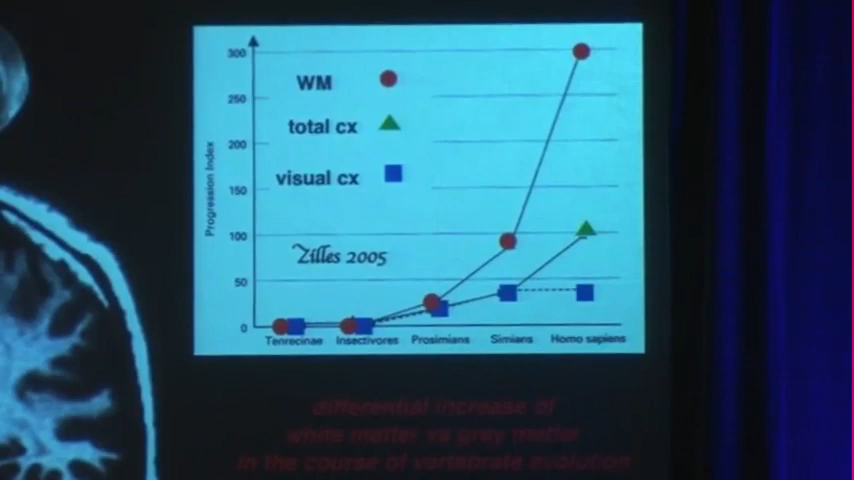 300
WM
250
total cx
200
visual cx
150
Progression Index
100
Zilles 2005
50
0
Tenrecinae Insectivores Prosimians Simians Homo sapiens
differential increase of
white matter vs grey matter
in the course of vertebrate evolution